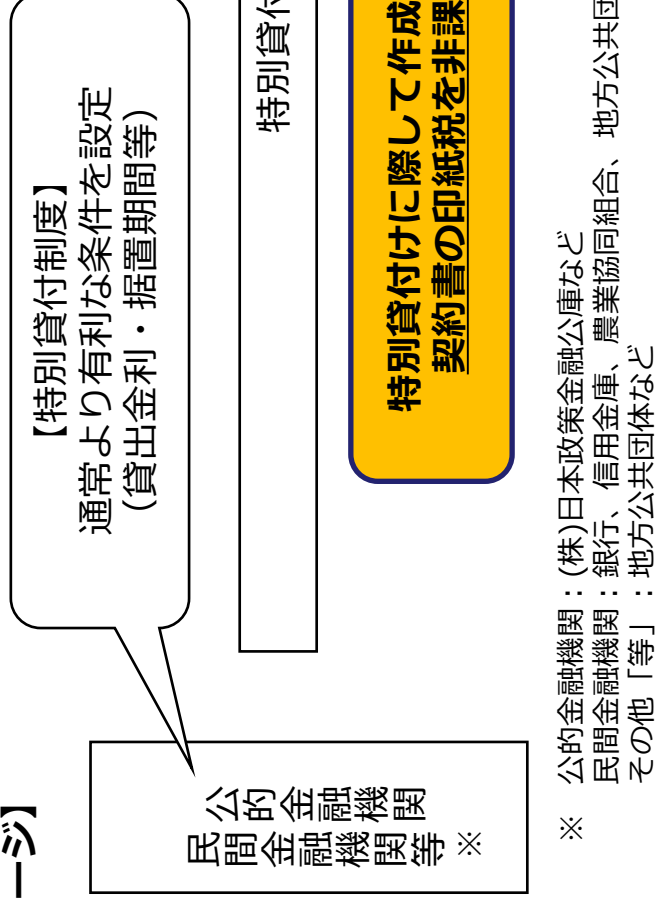 ージ】
【特別貸付制度】
通常より有利な条件を設定
(貸出金利・据置期間等)
公的金融機関
民間金融機関等※
特別貸付
特別貸付けに際して作成
契約書の印紙税を非課
※ 公的金融機関：(株)日本政策金融公庫など
民間金融機関：銀行、信用金庫、農業協同組合、地方公共団
その他「等」：地方公共団体など